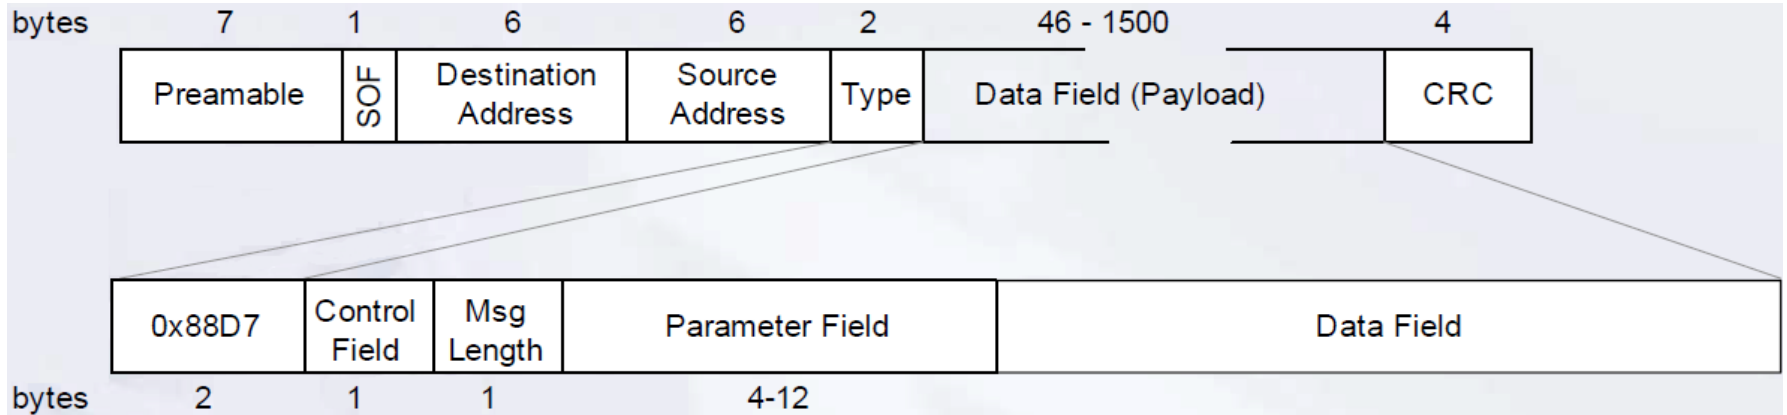 bytes 7 1 6 6 2 46 - 1500 4
Preamable SOF Destination Address Source Address Type Data Field (Payload) CRC
0x88D7 Control Field Msg Length Parameter Field Data Field
bytes 2 1 1 4-12